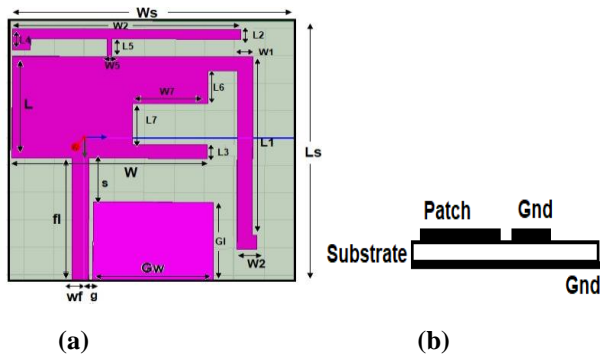 Ws
W2
L4
L5
L2
W1
W5
L6
W7
L
L7
L1
Ls
L3
W
s
fl
Gl
Gw
W2
wf
g
Patch
Gnd
Substrate
Gnd
(a)
(b)